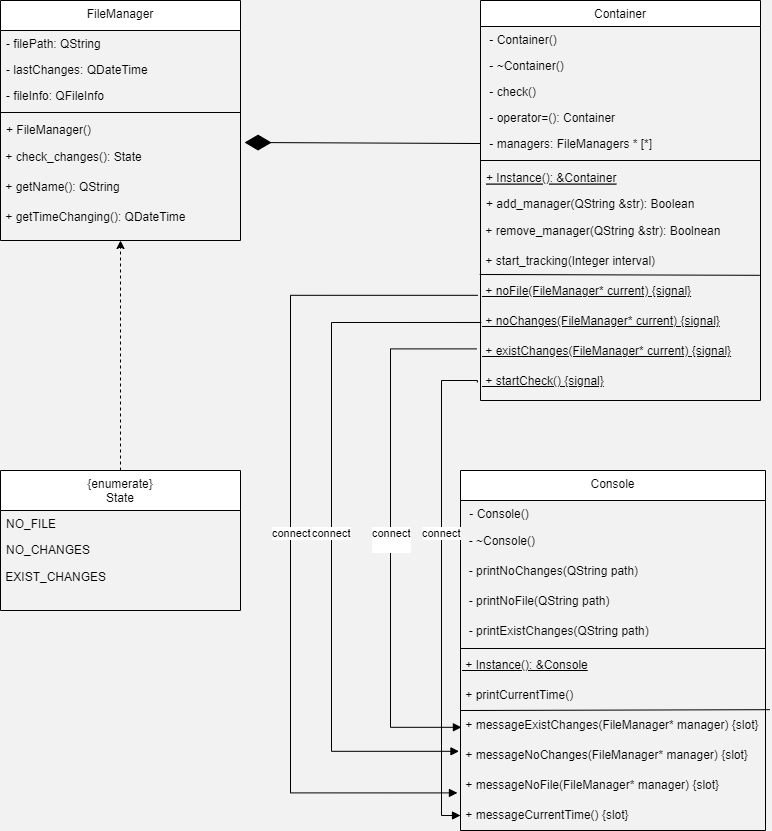 FileManager
- filePath: QString
- lastChanges: QDateTime
- fileInfo: QFileInfo
+ FileManager()
+ check_changes(): State
+ getName(): QString
+ getTimeChanging(): QDateTime
Container
- Container()
- ~Container()
- check()
- operator=(): Container
- managers: FileManagers * [*]
+ Instance(): &Container
+ add_manager(QString &str): Boolean
+ remove_manager(QString &str): Boolnean
+ start_tracking(Integer interval)
+ noFile(FileManager* current) {signal}
+ noChanges(FileManager* current) {signal}
+ existChanges(FileManager* current) {signal}
+ startCheck() {signal}
{enumerate}
State
NO_FILE
NO_CHANGES
EXIST_CHANGES
connect
connect
connect
connect
Console
- Console()
- ~Console()
- printNoChanges(QString path)
- printNoFile(QString path)
- printExistChanges(QString path)
+ Instance(): &Console
+ printCurrentTime()
+ messageExistChanges(FileManager* manager) {slot}
+ messageNoChanges(FileManager* manager) {slot}
+ messageNoFile(FileManager* manager) {slot}
+ messageCurrentTime() {slot}